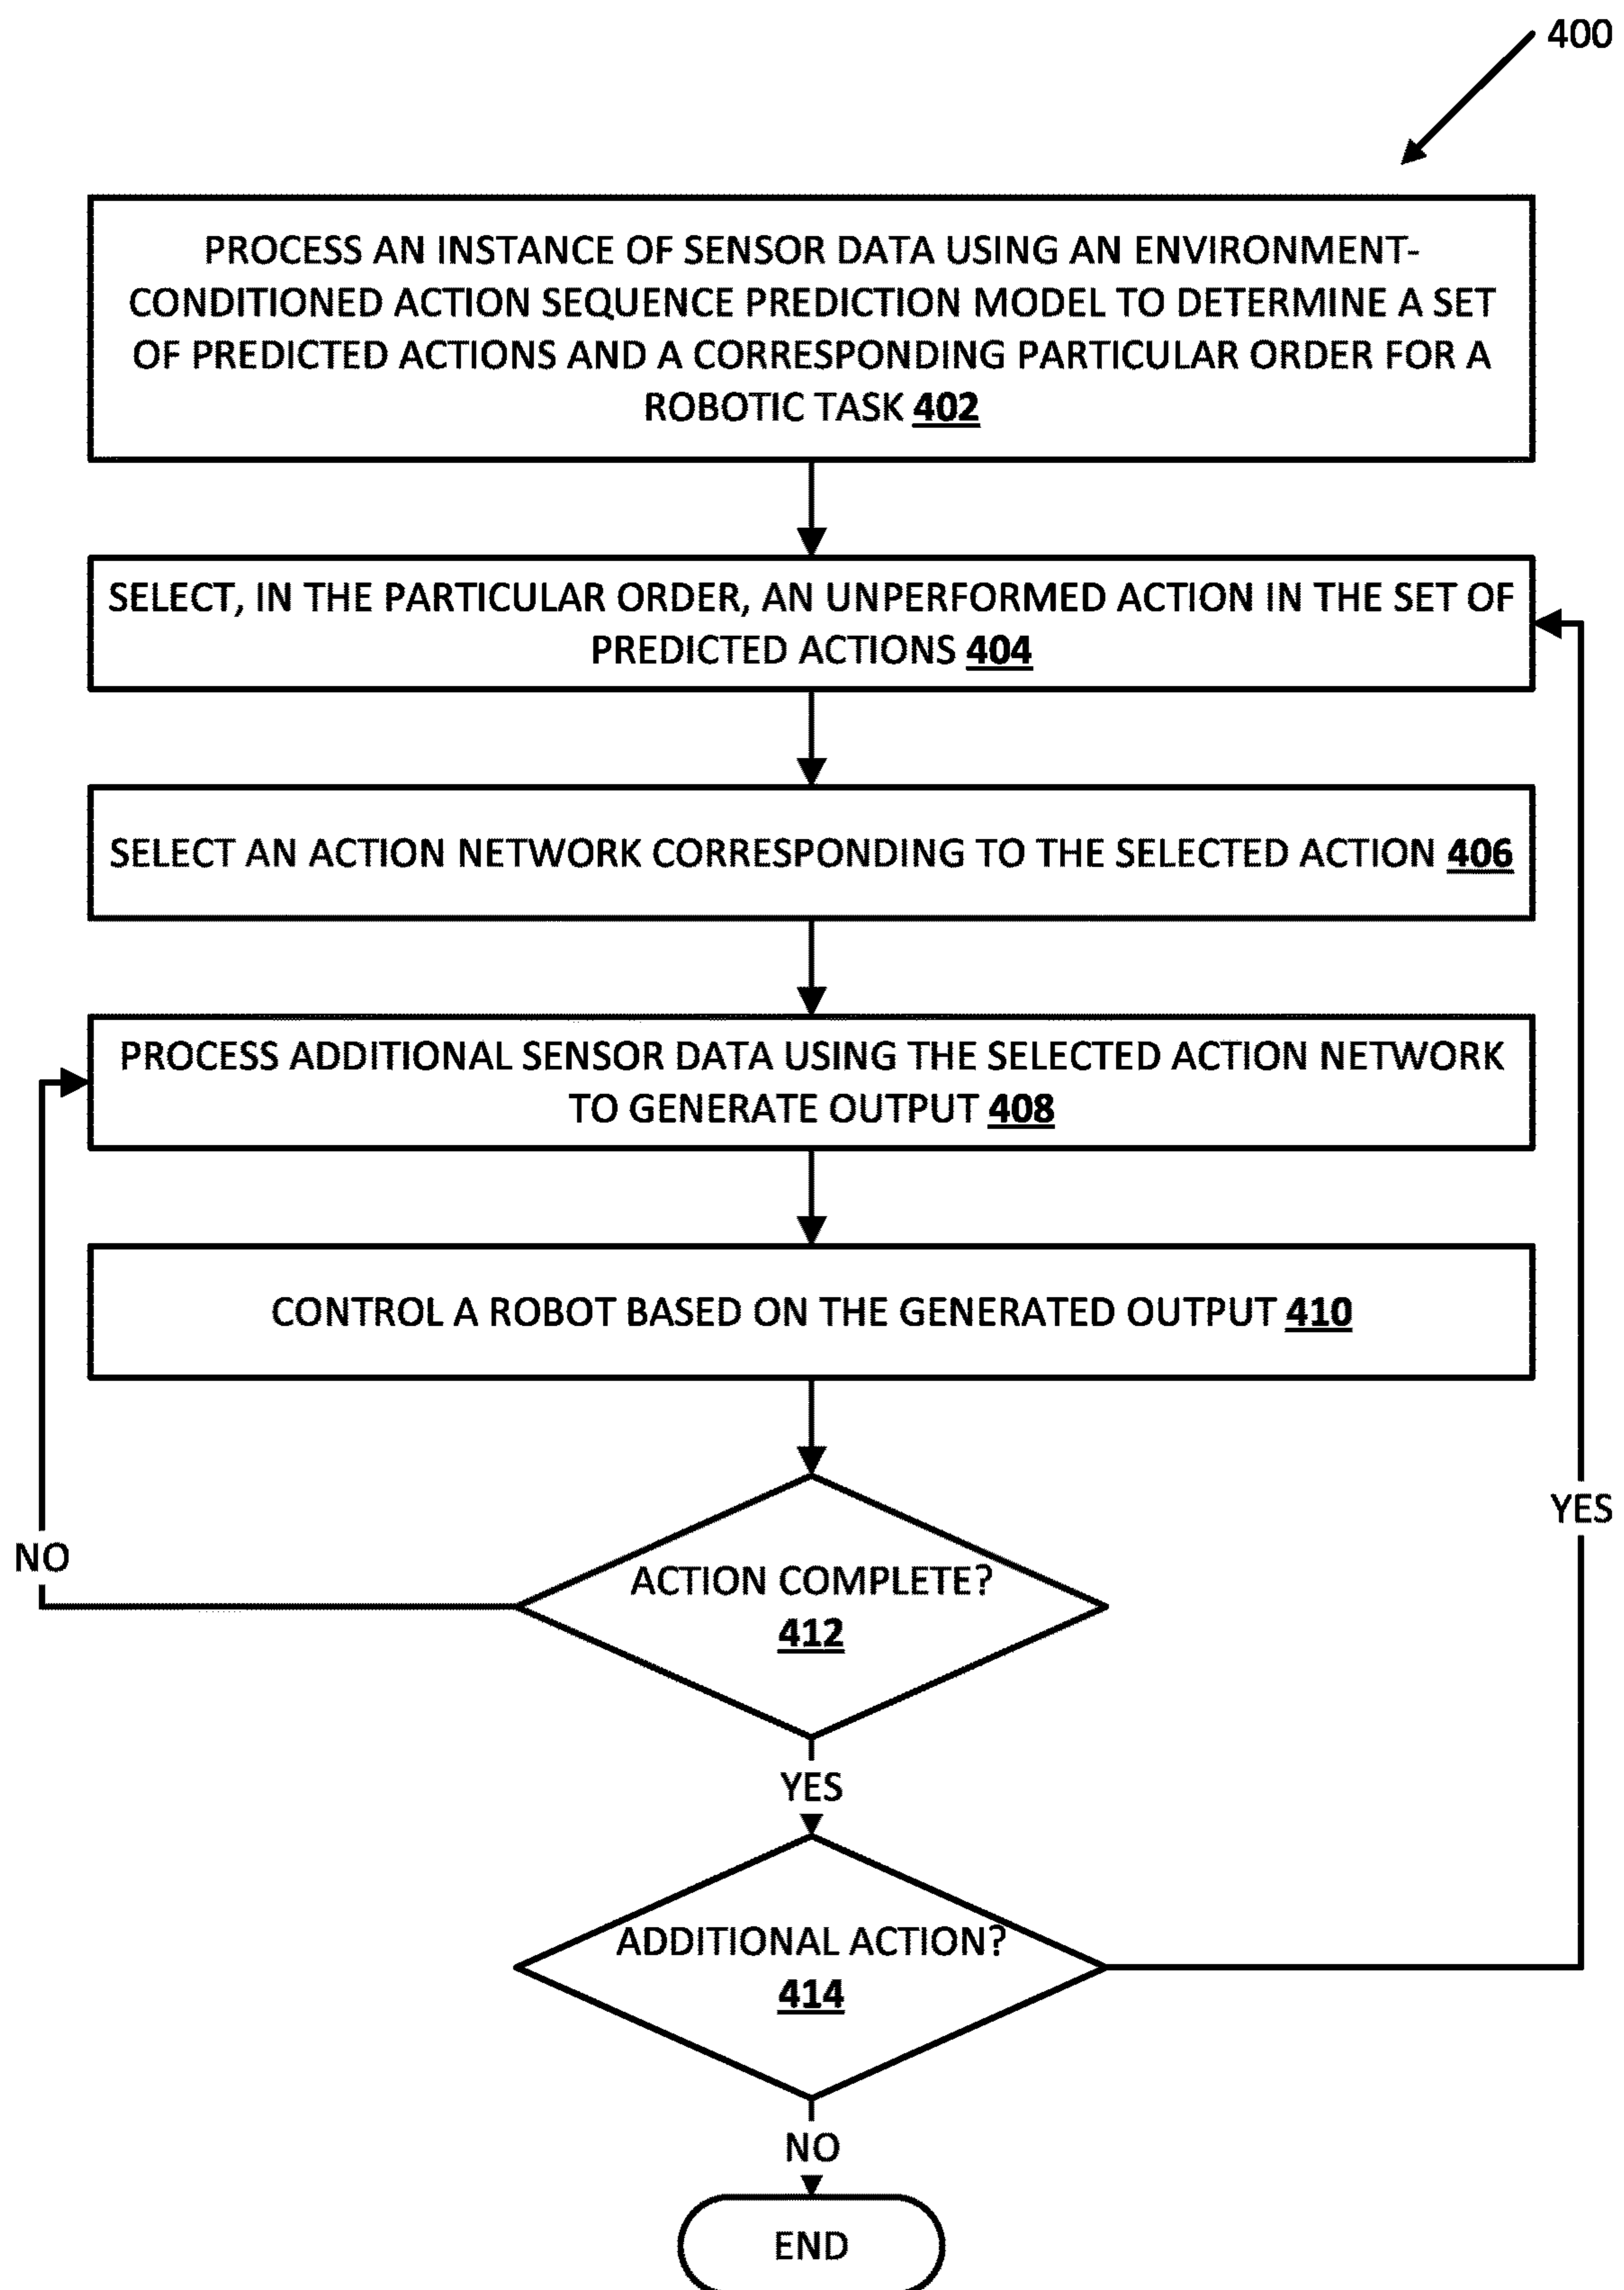 400
PROCESS AN INSTANCE OF SENSOR DATA USING AN ENVIRONMENT-
CONDITIONED ACTION SEQUENCE PREDICTION MODEL TO DETERMINE A SET
OF PREDICTED ACTIONS AND A CORRESPONDING PARTICULAR ORDER FOR A
ROBOTIC TASK 402
SELECT, IN THE PARTICULAR ORDER, AN UNPERFORMED ACTION IN THE SET OF
PREDICTED ACTIONS 404
SELECT AN ACTION NETWORK CORRESPONDING TO THE SELECTED ACTION 406
PROCESS ADDITIONAL SENSOR DATA USING THE SELECTED ACTION NETWORK
TO GENERATE OUTPUT 408
CONTROL A ROBOT BASED ON THE GENERATED OUTPUT 410
YES
NO
ACTION COMPLETE?
412
YES
ADDITIONAL ACTION?
414
NO
END